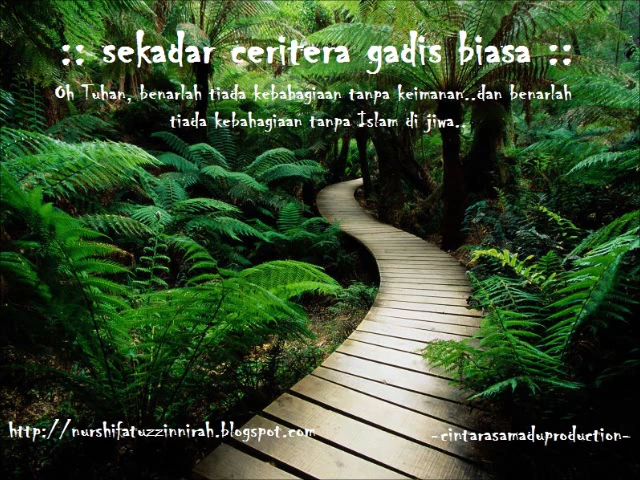 :: sekadar ceritera gadis biasa ::
Oh Tuhan, benarlah tiada kebahagiaan tanpa keimanan..dan benarlah
tiada kebahagiaan tanpa Islam di jiwa..
http://nurshifatuzzinnirah.blogspot.com
-cintarasamaduproduction-